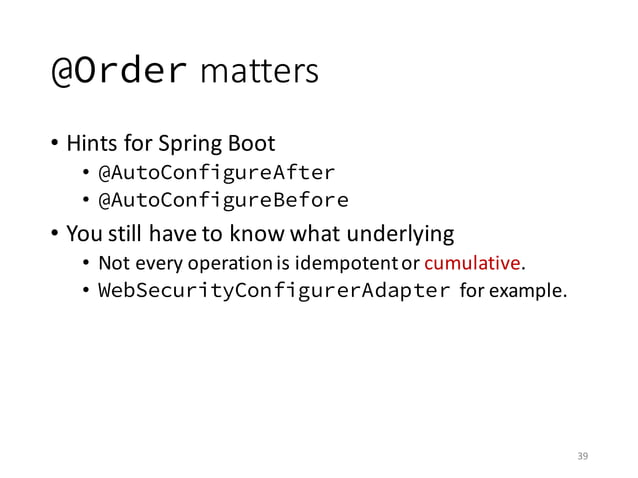 @Order matters
• Hints for Spring Boot
• @AutoConfigureAfter
• @AutoConfigureBefore
• You still have to know what underlying
• Not every operation is idempotent or cumulative.
• WebSecurityConfigurerAdapter for example.
39